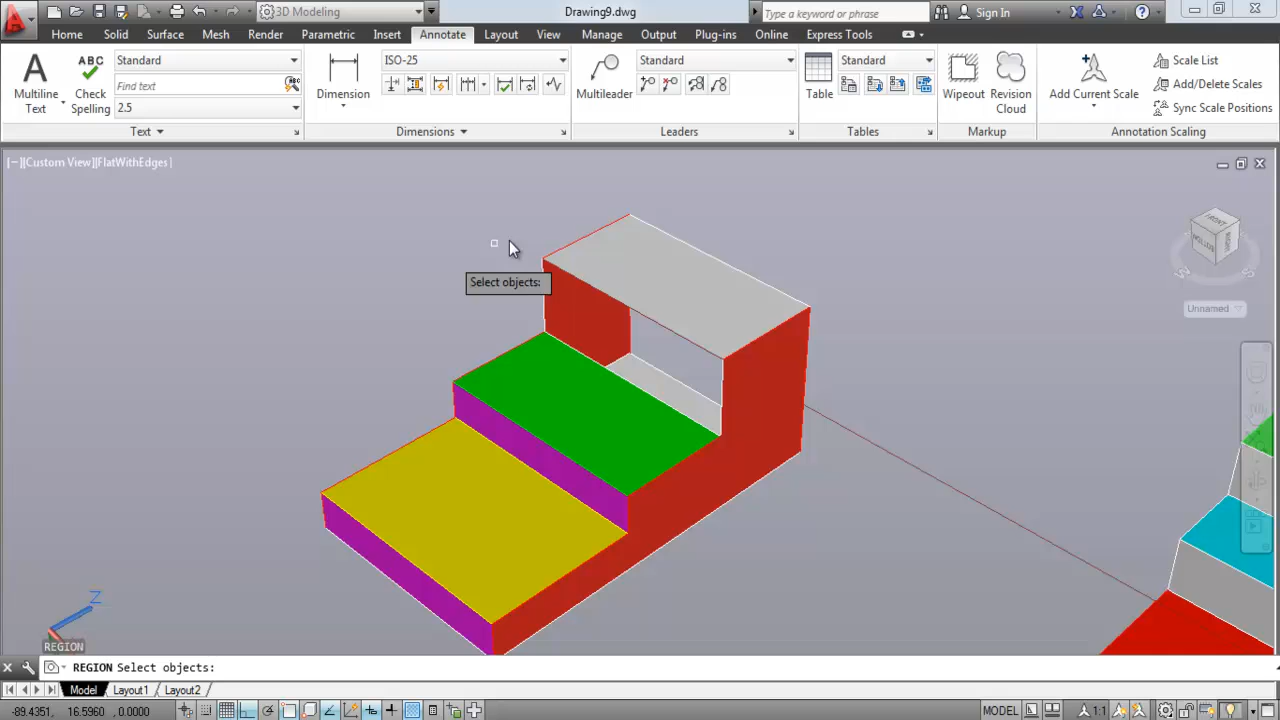 3D Modeling
Drawing9.dwg
Type a keyword or phrase
Sign In
Home Solid Surface Mesh Render Parametric Insert Annotate Layout View Manage Output Plug-ins Online Express Tools
Multiline Text
ABC
Check Spelling
Standard
Find text
2.5
Text
Dimension
ISO-25
Dimensions
Multileader
Standard
Leaders
Table
Standard
Tables
Wipeout
Revision Cloud
Markup
Add Current Scale
Scale List
Add/Delete Scales
Sync Scale Positions
Annotation Scaling
[−][Custom View][FlatWithEdges]
FRONT
Unnamed
Select objects:
Z
REGION
REGION Select objects:
Model Layout1 Layout2
-89.4351, 16.5960 , 0.0000
MODEL
1:1